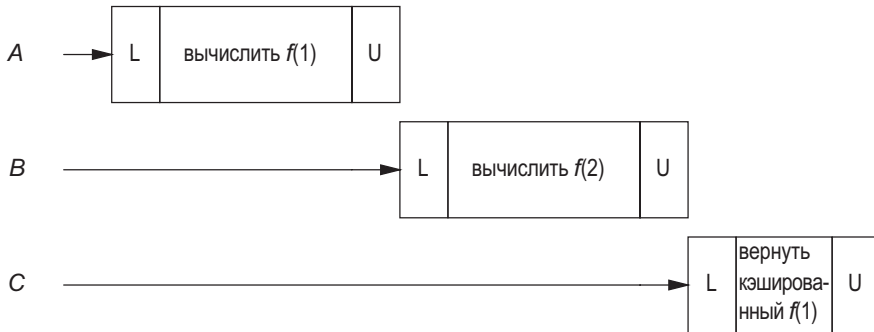 A L вычислить f(1) U
B L вычислить f(2) U
C L вернуть кэширова-нный f(1) U